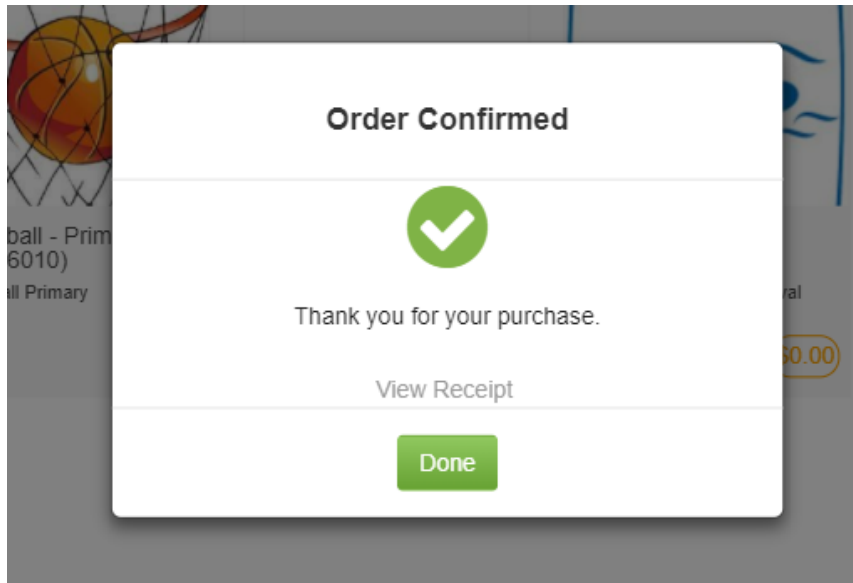 Order Confirmed
ball - Prim
6010)
all Primary
Thank you for your purchase.
val
$0.00
View Receipt
Done